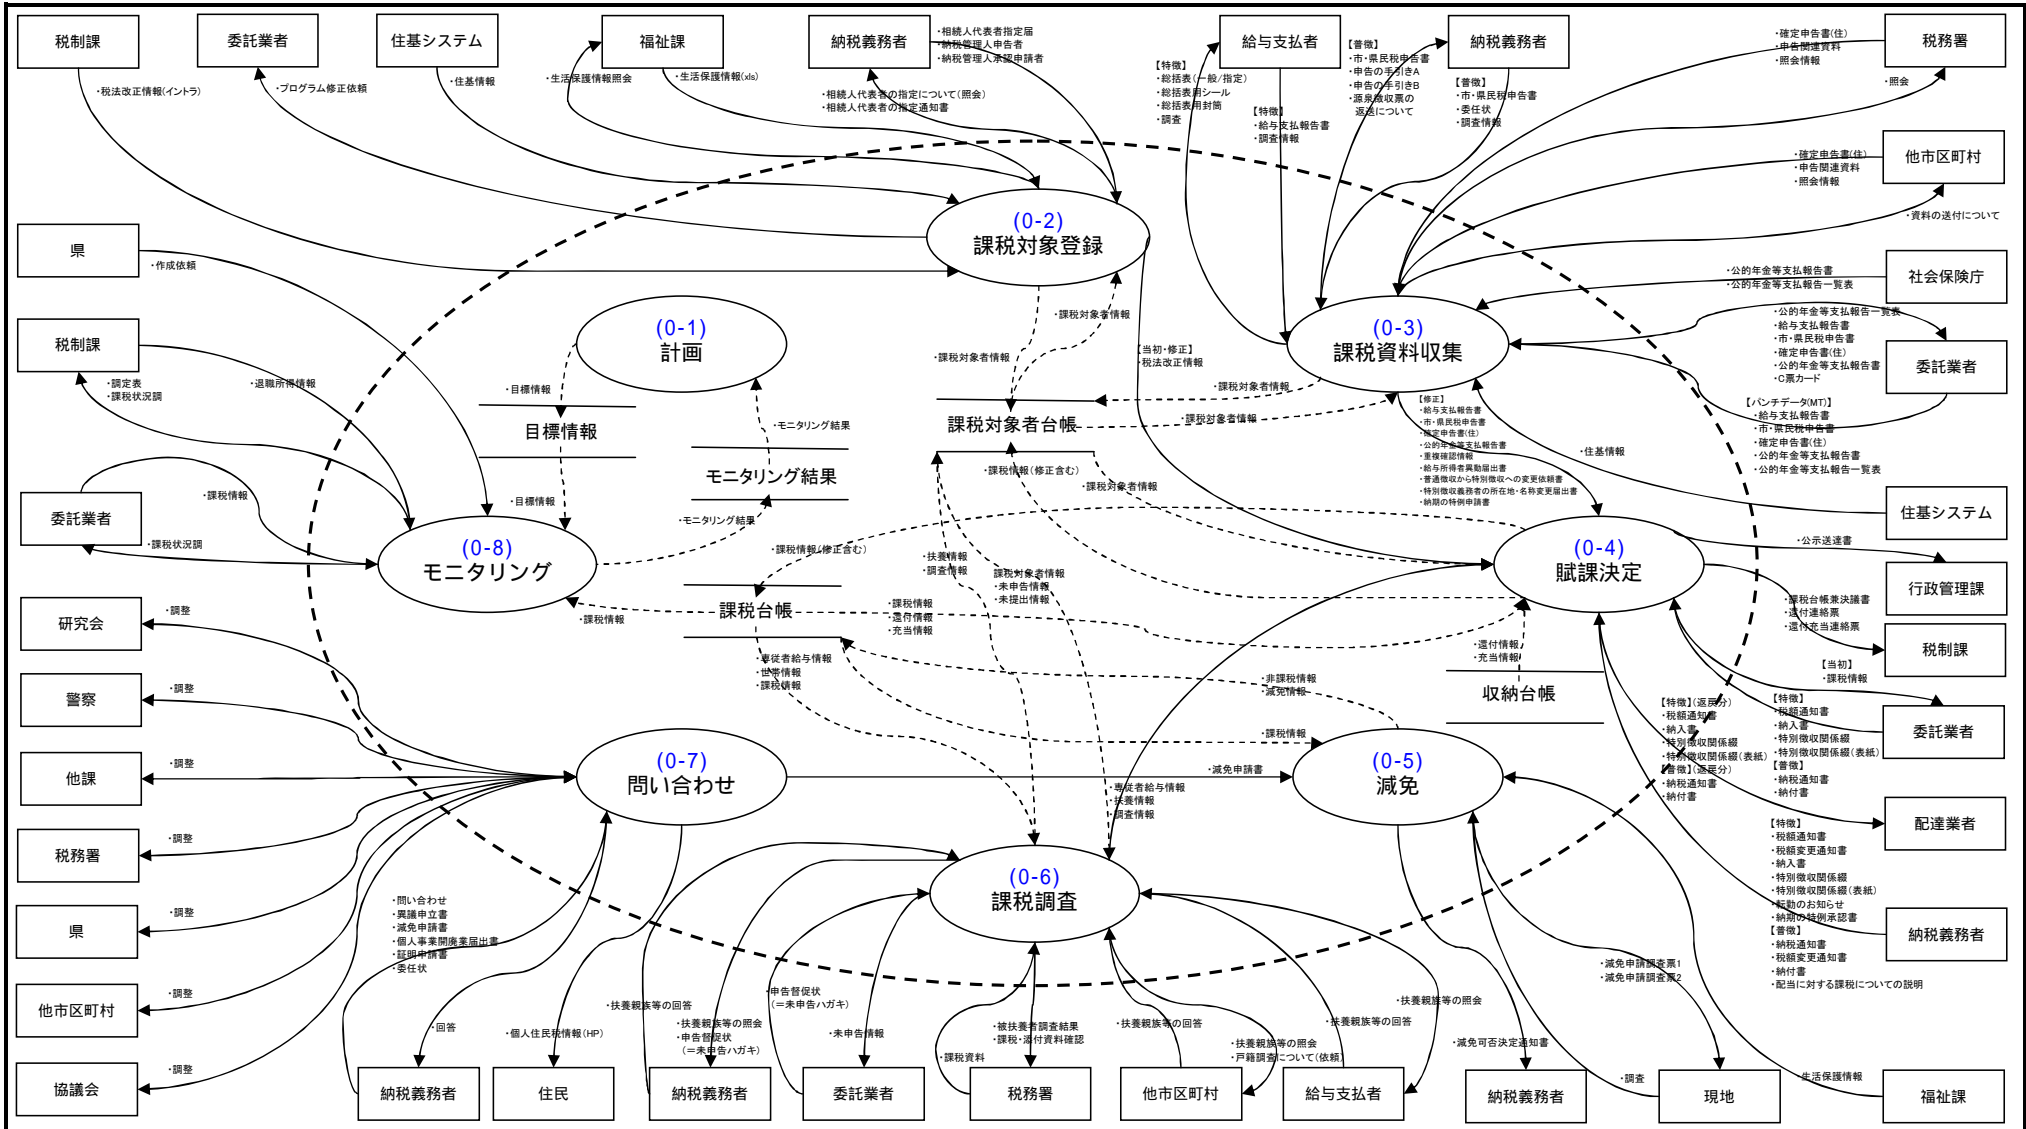 税制課
委託業者
住基システム
福祉課
納税義務者
給与支払者
納税義務者
税務署
・税法改正情報(イントラ)
・プログラム修正依頼
・住基情報
・生活保護情報照会
・生活保護情報(xls)
・相続人代表者指定届
・納税管理人申告者
・納税管理人承認申請者
・相続人代表者の指定について(照会)
・相続人代表者の指定通知書
【特徴】
・総括表(一般/指定)
・総括表用シール
・総括表用封筒
・調査
【特徴】
・給与支払報告書
・調査情報
【普徴】
・市・県民税申告書
・申告の手引きA
・申告の手引きB
・源泉徴収票の
返送について
【普徴】
・市・県民税申告書
・委任状
・調査情報
・確定申告書(住)
・申告関連資料
・照会情報
・照会
他市区町村
・確定申告書(住)
・申告関連資料
・照会情報
・資料の送付について
県
・作成依頼
(0-2)
課税対象登録
社会保険庁
・公的年金等支払報告書
・公的年金等支払報告一覧表
税制課
・調定表
・課税状況調
・退職所得情報
(0-1)
計画
・目標情報
目標情報
・目標情報
・モニタリング結果
モニタリング結果
・モニタリング結果
・課税対象者情報
・課税対象者情報
【当初・修正】
・税法改正情報
(0-3)
課税資料収集
・課税対象者情報
・課税対象者情報
課税対象者台帳
・公的年金等支払報告一覧表
・給与支払報告書
・市・県民税申告書
・確定申告書(住)
・公的年金等支払報告書
・C票カード
委託業者
【パンチデータ(MT)】
・給与支払報告書
・市・県民税申告書
・確定申告書(住)
・公的年金等支払報告書
・公的年金等支払報告一覧表
【修正】
・給与支払報告書
・市・県民税申告書
・確定申告書(住)
・公的年金等支払報告書
・重複確認情報
・給与所得者異動届出書
・普通徴収から特別徴収への変更依頼書
・特別徴収義務者の所在地・名称変更届出書
・納期の特例申請書
・住基情報
住基システム
・課税情報(修正含む)
・課税対象者情報
委託業者
・課税情報
・課税状況調
(0-8)
モニタリング
・課税情報(修正含む)
・扶養情報
・調査情報
課税対象者情報
・未申告情報
・未提出情報
(0-4)
賦課決定
・公示送達書
行政管理課
・課税台帳兼決議書
・還付連絡票
・還付充当連絡票
税制課
研究会
・調整
・課税情報
課税台帳
・課税情報
・還付情報
・充当情報
・専従者給与情報
・世帯情報
・課税情報
・還付情報
・充当情報
収納台帳
・非課税情報
・減免情報
・課税情報
【当初】
・課税情報
委託業者
【特徴】(返戻分)
・税額通知書
・納入書
・特別徴収関係綴
・特別徴収関係綴(表紙)
【普徴】(返戻分)
・納税通知書
・納付書
【特徴】
・税額通知書
・納入書
・特別徴収関係綴
・特別徴収関係綴(表紙)
【普徴】
・納税通知書
・納付書
配達業者
警察
・調整
他課
・調整
(0-7)
問い合わせ
・減免申請書
(0-5)
減免
・専従者給与情報
・扶養情報
・調査情報
税務署
・調整
(0-6)
課税調査
【特徴】
・税額通知書
・税額変更通知書
・納入書
・特別徴収関係綴
・特別徴収関係綴(表紙)
・転勤のお知らせ
・納期の特例承認書
【普徴】
・納税通知書
・税額変更通知書
・納付書
・配当に対する課税についての説明
納税義務者
県
・調整
・問い合わせ
・異議申立書
・減免申請書
・個人事業開廃業届出書
・証明申請書
・委任状
他市区町村
・調整
・回答
・個人住民税情報(HP)
・扶養親族等の回答
・扶養親族等の照会
・申告督促状
(=未申告ハガキ)
・申告督促状
(=未申告ハガキ)
・未申告情報
・課税資料
・被扶養者調査結果
・課税・添付資料確認
・扶養親族等の回答
・扶養親族等の照会
・戸籍調査について(依頼)
・扶養親族等の回答
・扶養親族等の照会
・減免可否決定通知書
・減免申請調査票1
・減免申請調査票2
・調査
・生活保護情報
協議会
・調整
納税義務者
住民
納税義務者
委託業者
税務署
他市区町村
給与支払者
納税義務者
現地
福祉課